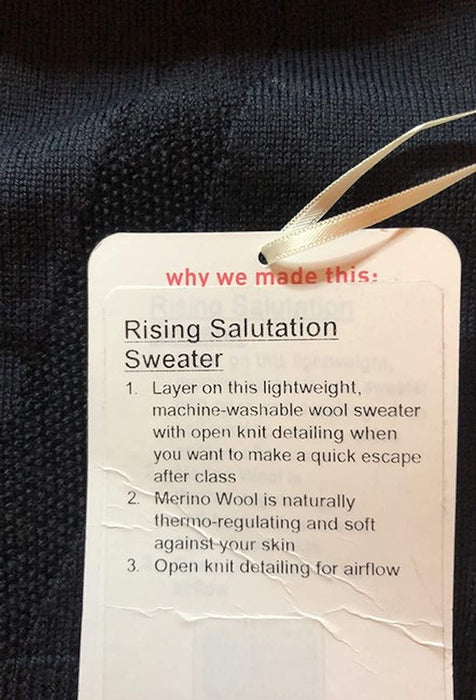 why we made this:
Rising Salutation
Sweater
1. Layer on this lightweight,
machine-washable wool sweater
with open knit detailing when
you want to make a quick escape
after class
2. Merino Wool is naturally
thermo-regulating and soft
against your skin
3. Open knit detailing for airflow